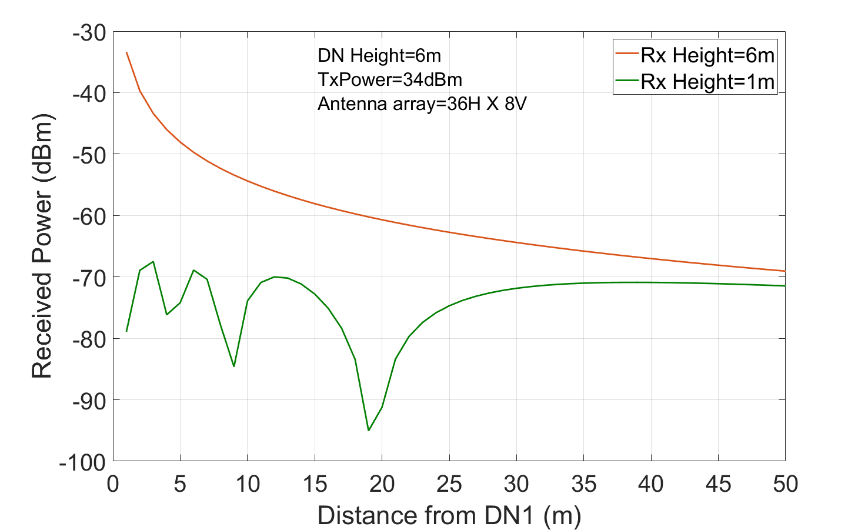 DN Height=6m
TxPower=34dBm
Antenna array=36H X 8V
Rx Height=6m
Rx Height=1m
Received Power (dBm)
-30
-40
-50
-60
-70
-80
-90
-100
0 5 10 15 20 25 30 35 40 45 50
Distance from DN1 (m)